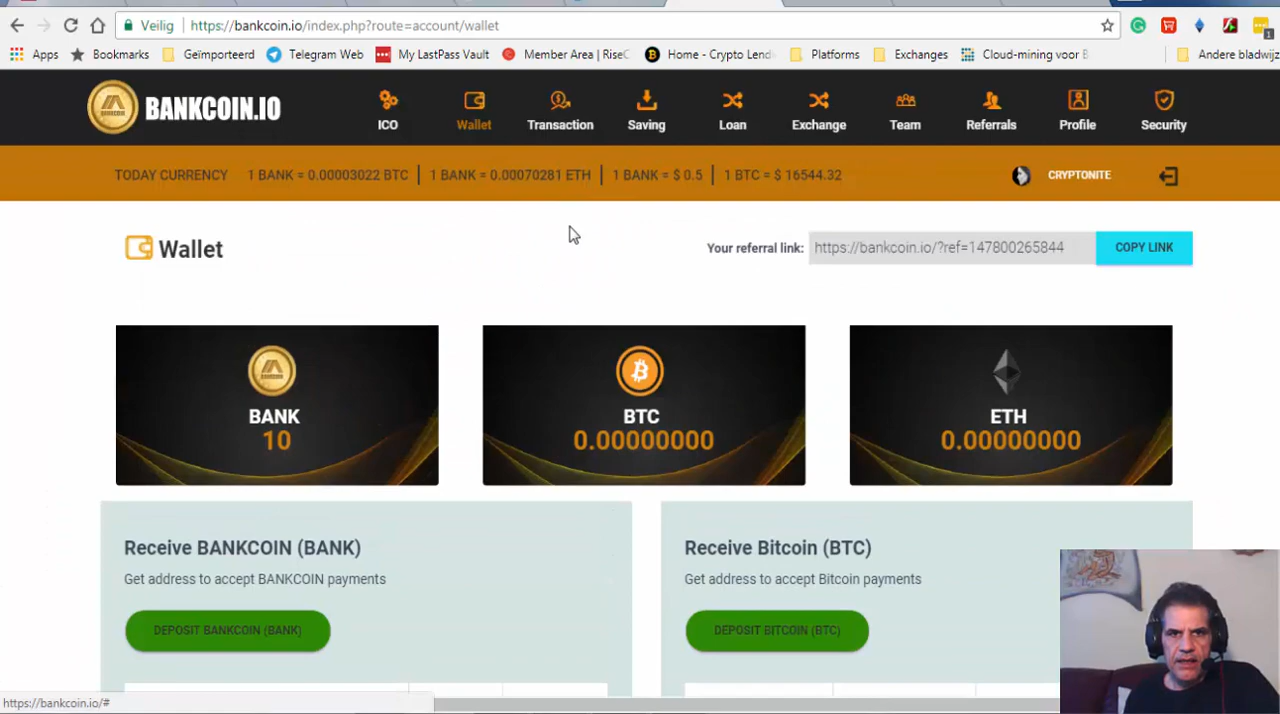 Veilig https://bankcoin.io/index.php?route=account/wallet
Apps Bookmarks Geïmporteerd Telegram Web My LastPass Vault Member Area | RiseC Home - Crypto Lend Platforms Exchanges Cloud-mining voor B Andere bladwijz
BANKCOIN.IO
ICO Wallet Transaction Saving Loan Exchange Team Referrals Profile Security
TODAY CURRENCY 1 BANK = 0.00003022 BTC 1 BANK = 0.00070281 ETH 1 BANK = $ 0.5 1 BTC = $ 16544.32 CRYPTONITE
Wallet Your referral link: https://bankcoin.io/?ref=147800265844 COPY LINK
BANK BTC ETH
10 0.00000000 0.00000000
Receive BANKCOIN (BANK) Receive Bitcoin (BTC)
Get address to accept BANKCOIN payments Get address to accept Bitcoin payments
DEPOSIT BANKCOIN (BANK) DEPOSIT BITCOIN (BTC)
https://bankcoin.io/#